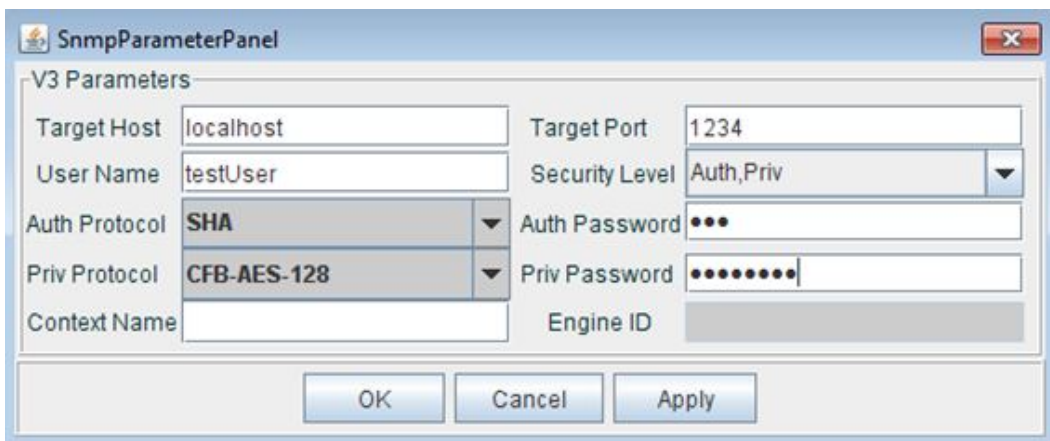 SnmpParameterPanel
V3 Parameters
Target Host localhost Target Port 1234
User Name testUser Security Level Auth,Priv
Auth Protocol SHA Auth Password •••
Priv Protocol CFB-AES-128 Priv Password ••••••••
Context Name Engine ID
OK Cancel Apply